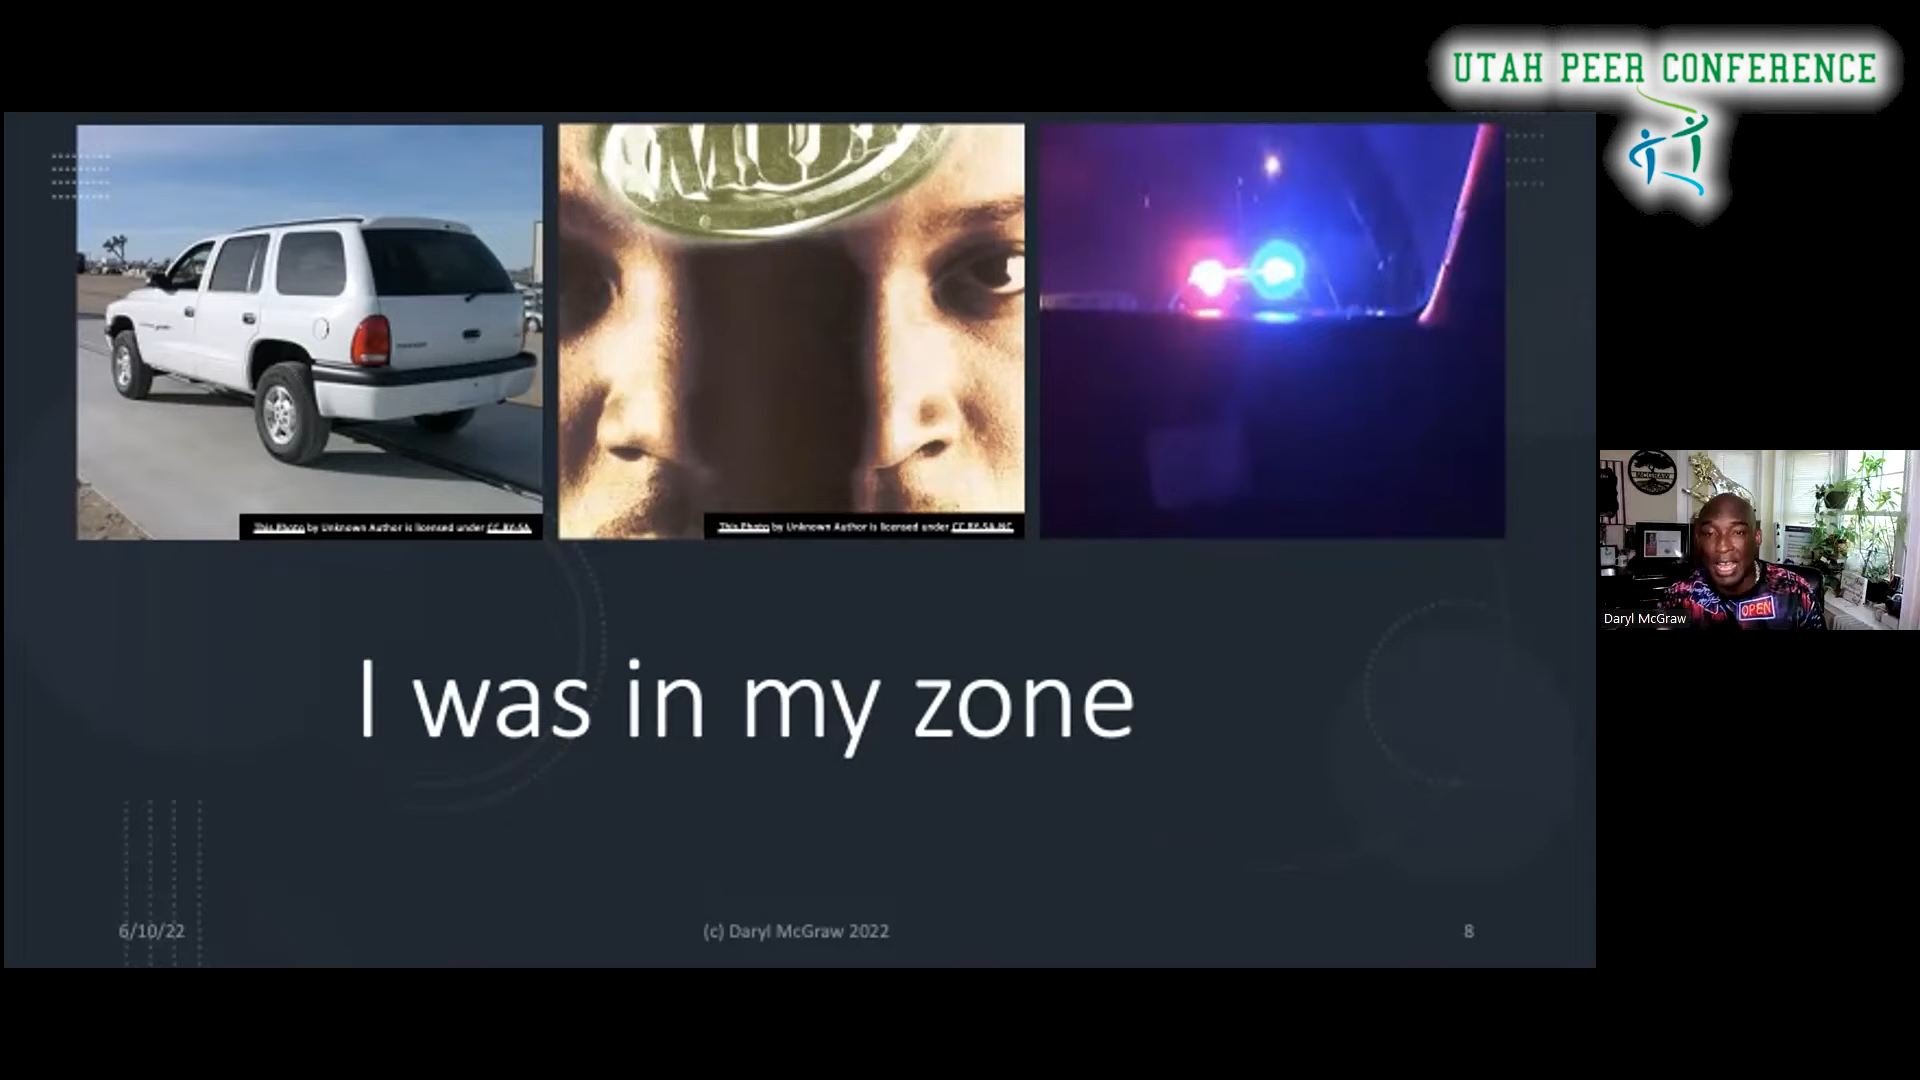 UTAH PEER CONFERENCE
This Photo by Unknown Author is licensed under CC BY-SA
This Photo by Unknown Author is licensed under CC BY-SA-NC
I was in my zone
6/10/22
(c) Daryl McGraw 2022
8
MCGRAW
OPEN
Daryl McGraw